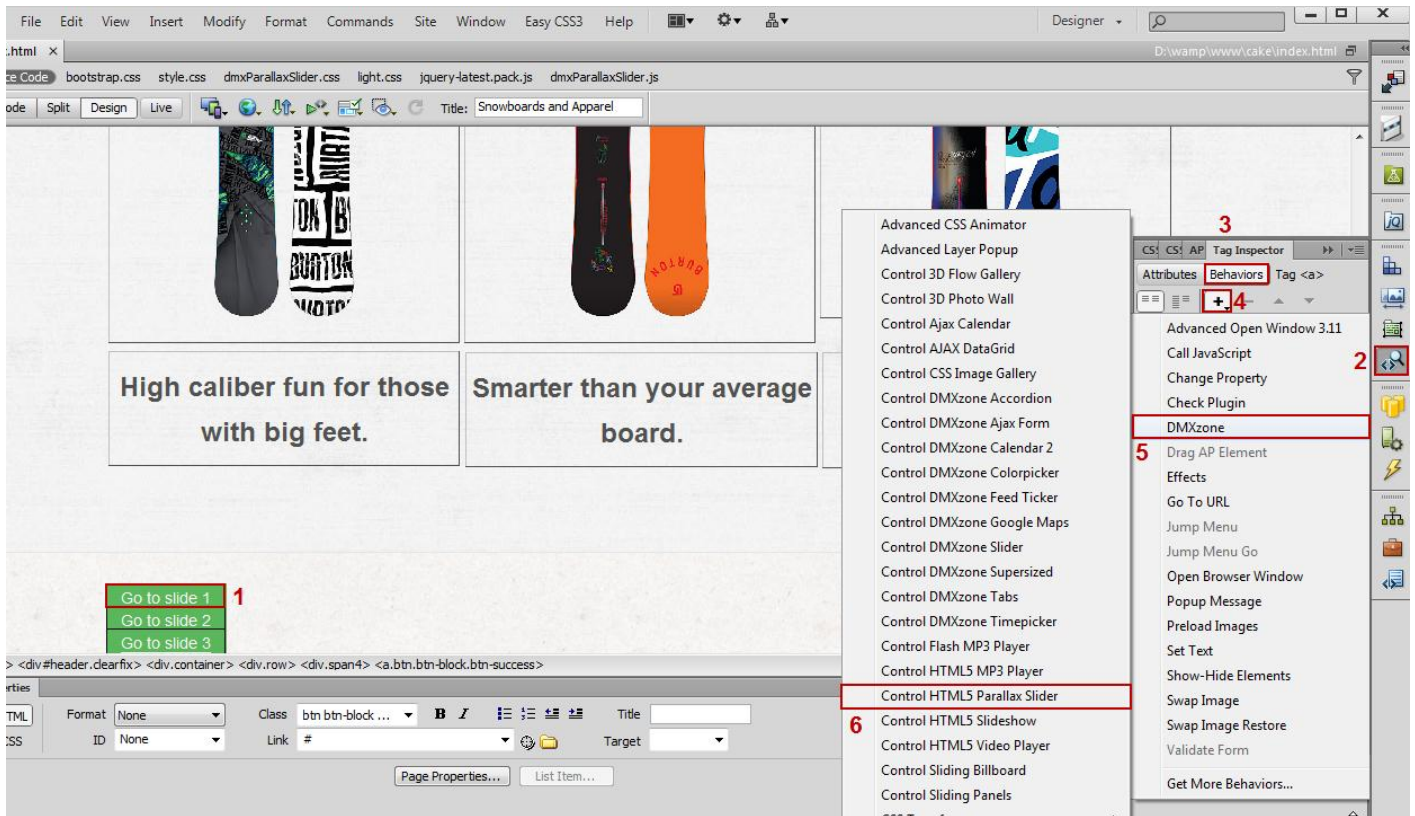 File Edit View Insert Modify Format Commands Site Window Easy CSS3 Help
Designer
.html
D:\wamp\www\cake\index.html
ce Code bootstrap.css style.css dmxParallaxSlider.css light.css jquery-latest.pack.js dmxParallaxSlider.js
ode Split Design Live Title: Snowboards and Apparel
BURTON
BURTON
High caliber fun for those
with big feet.
Smarter than your average
board.
Go to slide 1 1
Go to slide 2
Go to slide 3
> <div#header.clearfix> <div.container> <div.row> <div.span4> <a.btn.btn-block.btn-success>
erties
TML Format None Class btn btn-block ... B I Title
CSS ID None Link # Target
Page Properties... List Item...
Advanced CSS Animator
Advanced Layer Popup
Control 3D Flow Gallery
Control 3D Photo Wall
Control Ajax Calendar
Control AJAX DataGrid
Control CSS Image Gallery
Control DMXzone Accordion
Control DMXzone Ajax Form
Control DMXzone Calendar 2
Control DMXzone Colorpicker
Control DMXzone Feed Ticker
Control DMXzone Google Maps
Control DMXzone Slider
Control DMXzone Supersized
Control DMXzone Tabs
Control DMXzone Timepicker
Control Flash MP3 Player
Control HTML5 MP3 Player
Control HTML5 Parallax Slider
6 Control HTML5 Slideshow
Control HTML5 Video Player
Control Sliding Billboard
Control Sliding Panels
3
CS CS AP Tag Inspector
Attributes Behaviors Tag <a>
4
2
jQ
Advanced Open Window 3.11
Call JavaScript
Change Property
Check Plugin
DMXzone
5 Drag AP Element
Effects
Go To URL
Jump Menu
Jump Menu Go
Open Browser Window
Popup Message
Preload Images
Set Text
Show-Hide Elements
Swap Image
Swap Image Restore
Validate Form
Get More Behaviors...